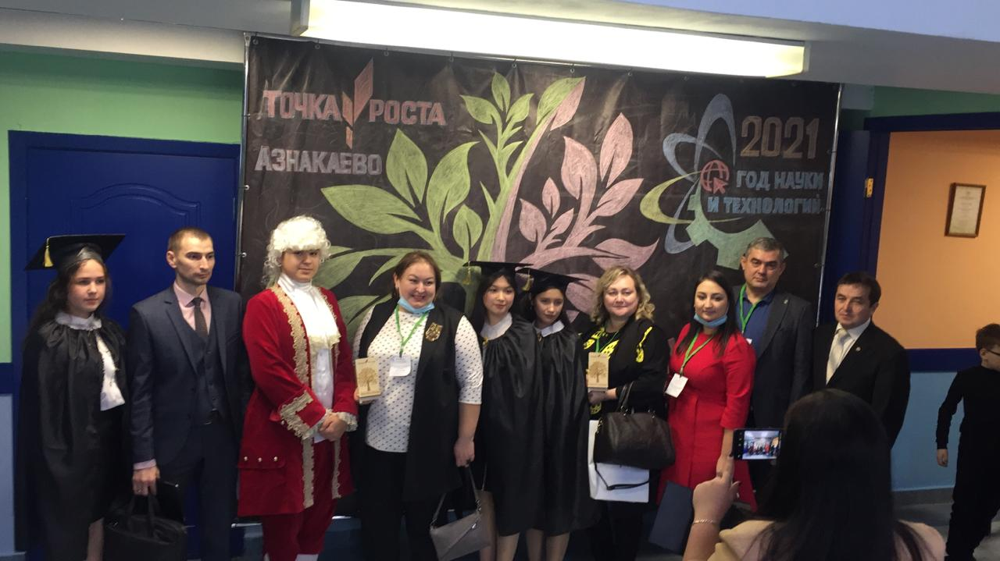 ТОЧКА РОСТА
АЗНАКАЕВО
2021
ГОД НАУКИ
И ТЕХНОЛОГИЙ